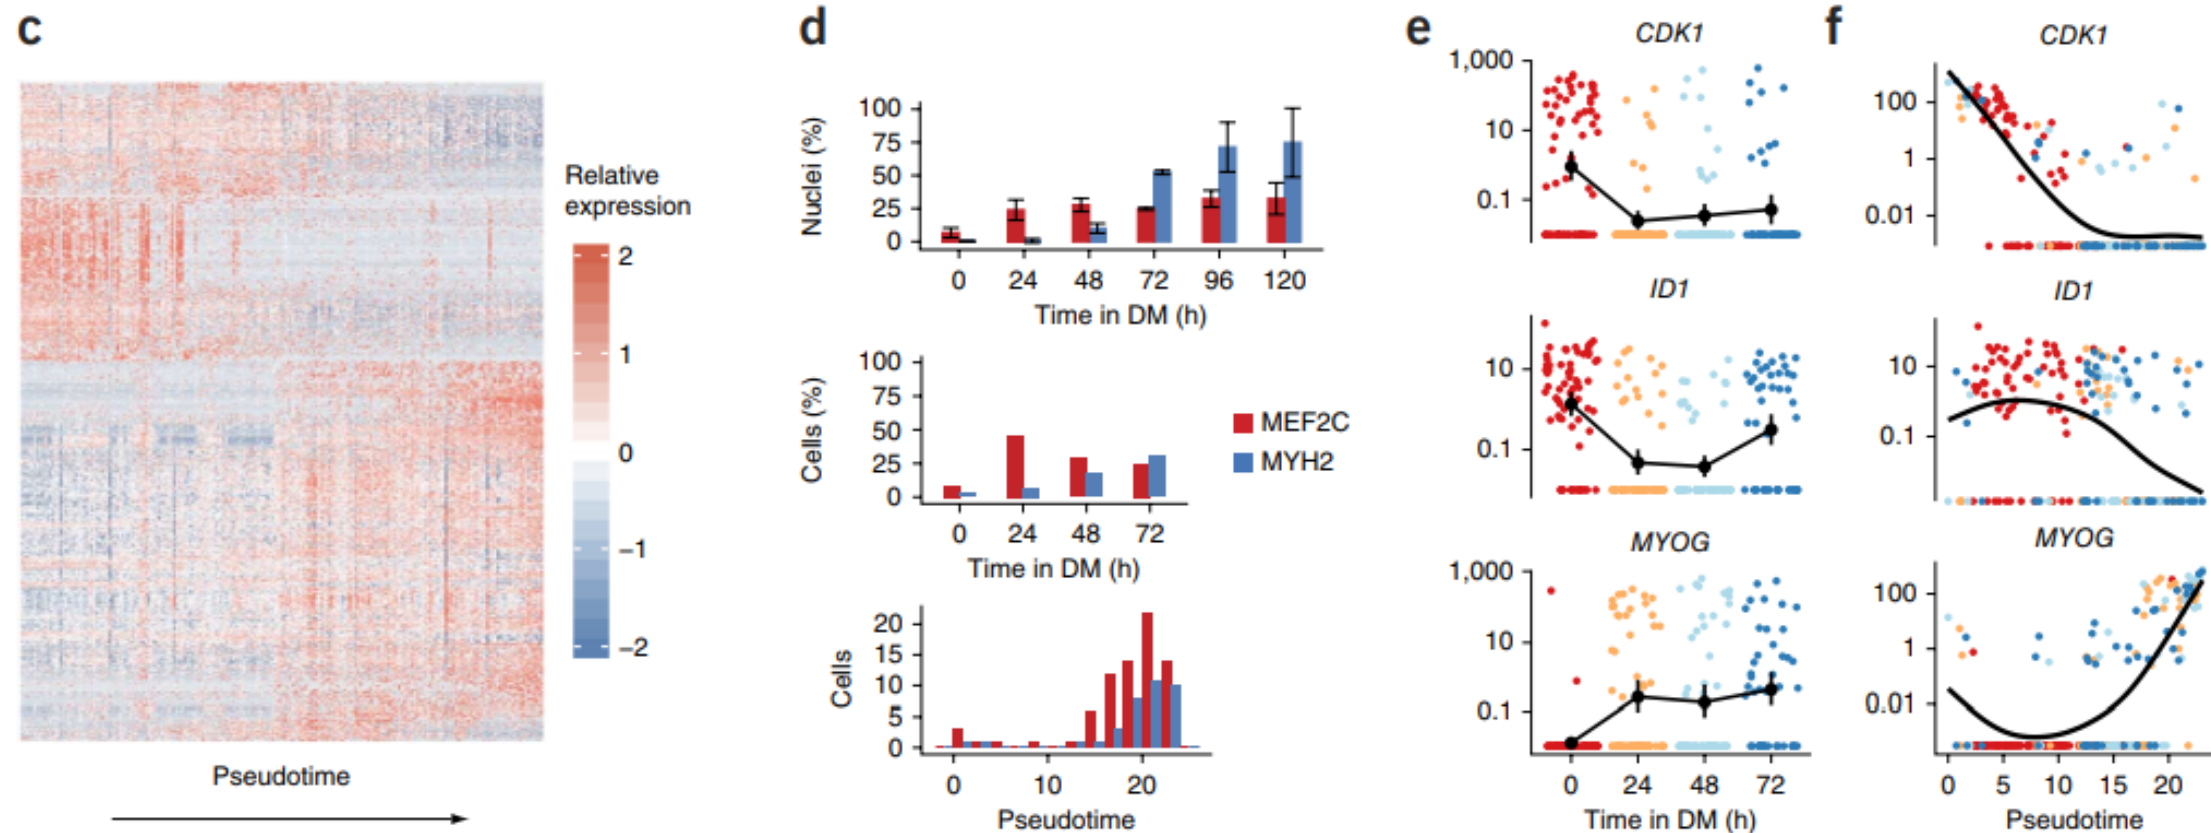 c
Relative
expression
2
1
0
−1
−2
Pseudotime
d
Nuclei (%)
100
75
50
25
0
0 24 48 72 96 120
Time in DM (h)
Cells (%)
100
75
50
25
0
0 24 48 72
Time in DM (h)
MEF2C
MYH2
Cells
20
15
10
5
0
0 10 20
Pseudotime
e
CDK1
1,000
10
0.1
ID1
10
0.1
MYOG
1,000
10
0.1
0 24 48 72
Time in DM (h)
f
CDK1
100
1
0.01
ID1
10
0.1
MYOG
100
1
0.01
0 5 10 15 20
Pseudotime